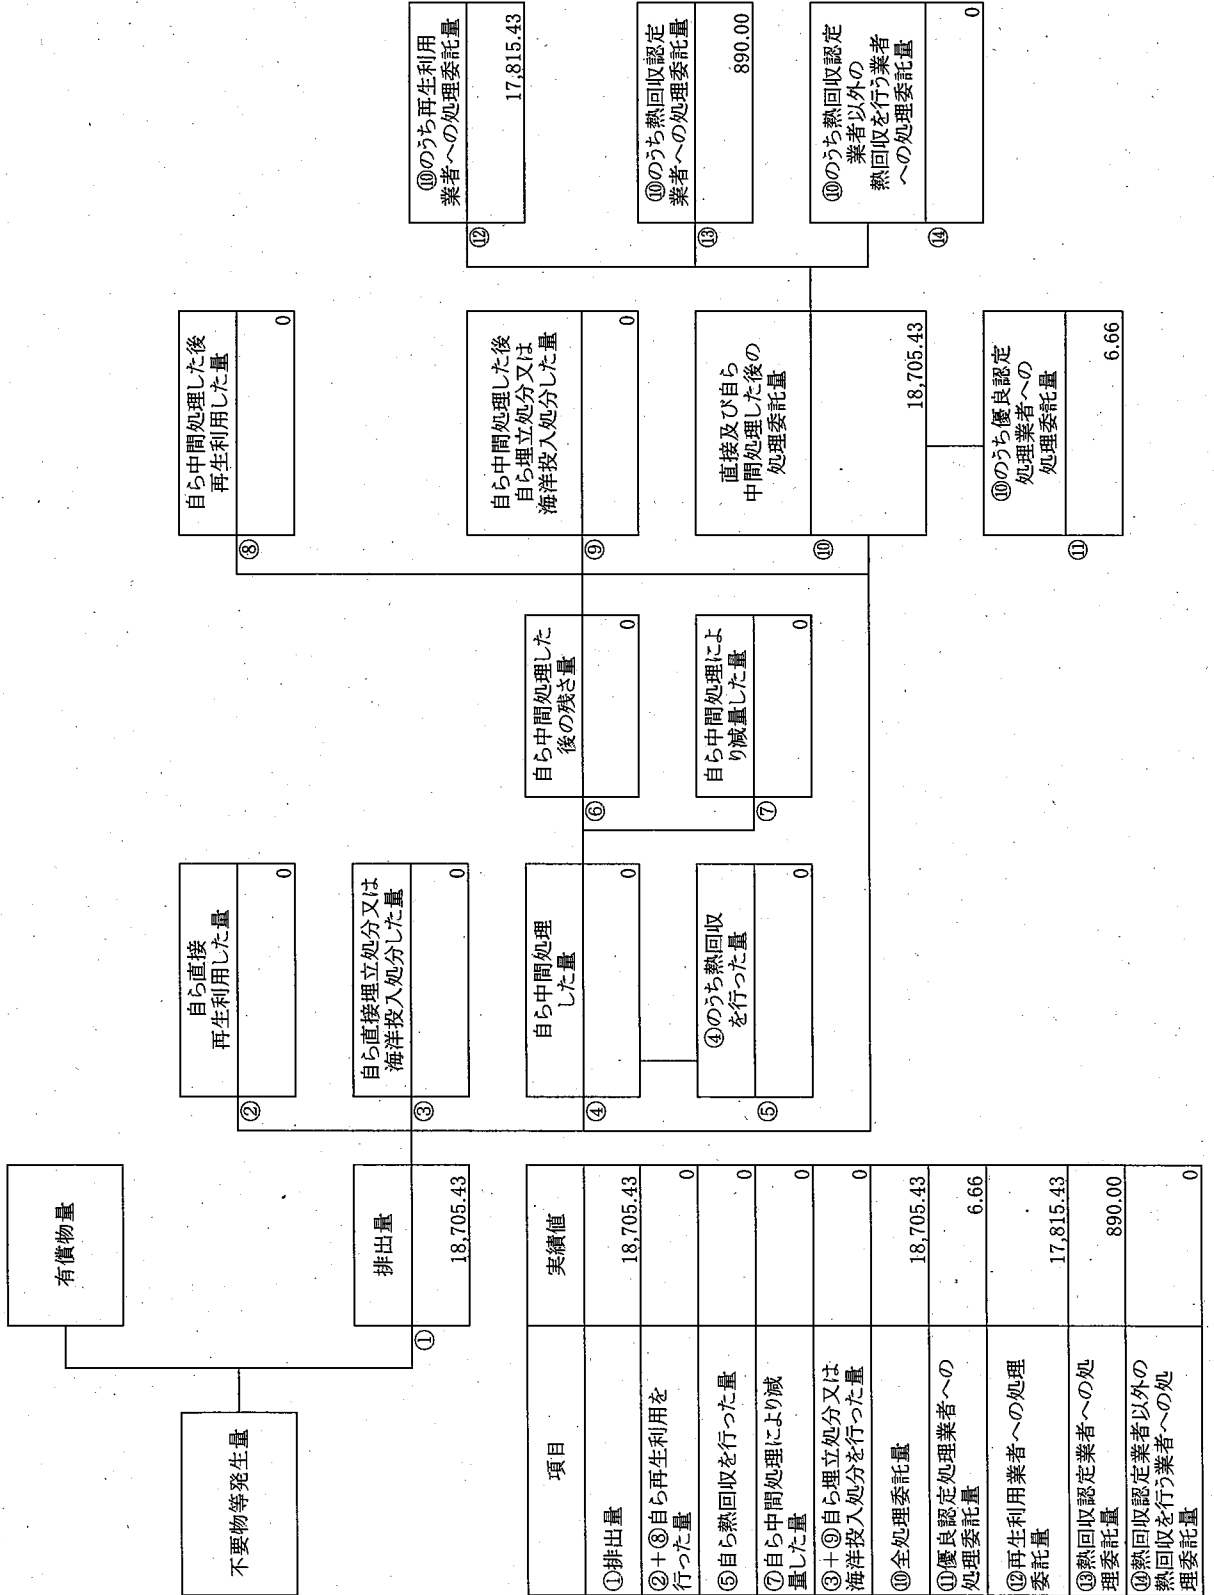 不要物等発生量
有償物量
排出量
①
18,705.43
自ら直接
再生利用した量
②
0
自ら直接埋立処分又は
海洋投入処分した量
③
0
自ら中間処理
した量
④
0
④のうち熱回収
を行った量
⑤
0
自ら中間処理した
後の残さ量
⑥
0
自ら中間処理によ
り減量した量
⑦
0
自ら中間処理した後
再生利用した量
⑧
0
自ら中間処理した後
自ら埋立処分又は
海洋投入処分した量
⑨
0
直接及び自ら
中間処理した後の
処理委託量
⑩
18,705.43
⑩のうち優良認定
処理業者への
処理委託量
⑪
6.66
⑩のうち再生利用
業者への処理委託量
⑫
17,815.43
⑩のうち熱回収認定
業者への処理委託量
⑬
890.00
⑩のうち熱回収認定
業者以外の
熱回収を行う業者
への処理委託量
⑭
0
項目 実績値
①排出量 18,705.43
②+⑧自ら再生利用を
行った量 0
⑤自ら熱回収を行った量 0
⑦自ら中間処理により減
量した量 0
③+⑨自ら埋立処分又は
海洋投入処分を行った量 0
⑩全処理委託量 18,705.43
⑪優良認定処理業者への
処理委託量 6.66
⑫再生利用業者への処理
委託量 17,815.43
⑬熱回収認定業者への処
理委託量 890.00
⑭熱回収認定業者以外の
熱回収を行う業者への処
理委託量 0